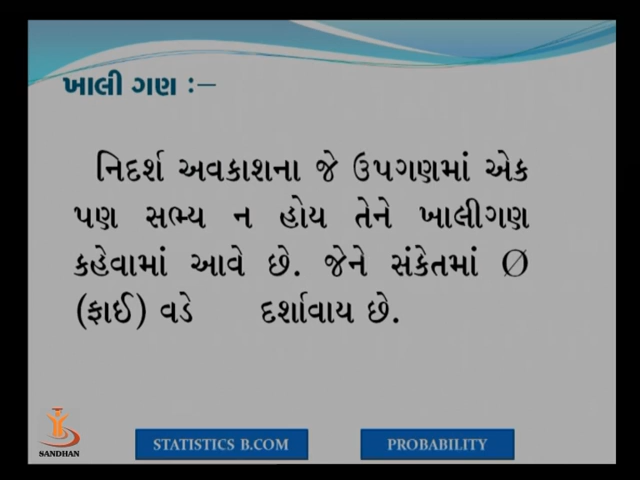 ખાલી ગણ :–
નિદર્શ અવકાશના જે ઉપગણમાં એક
પણ સભ્ય ન હોય તેને ખાલીગણ
કહેવામાં આવે છે. જેને સંકેતમાં Ø
(ફાઈ) વડે દર્શાવાય છે.
SANDHAN
STATISTICS B.COM
PROBABILITY